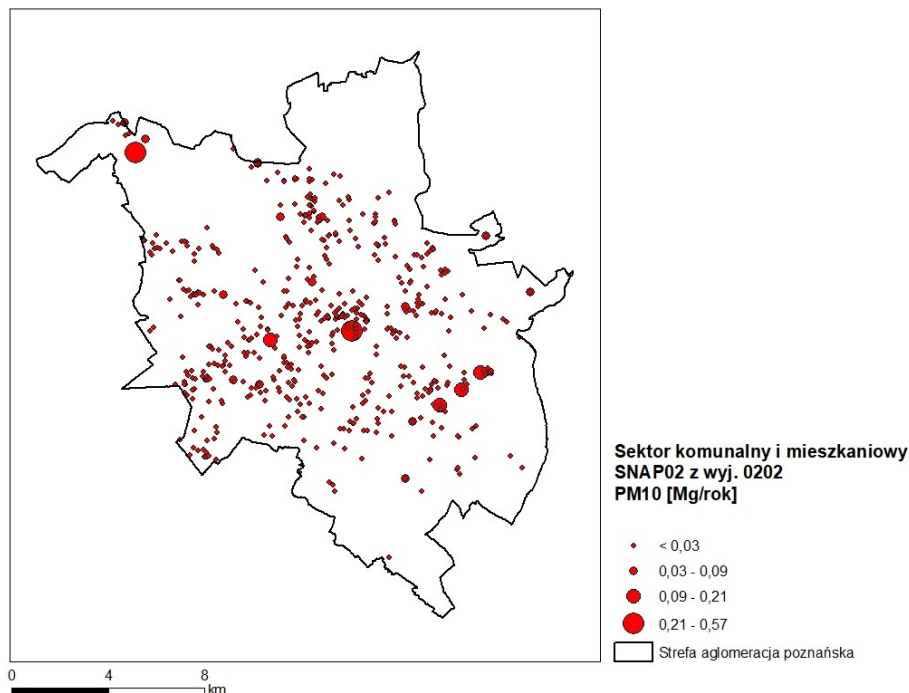 Sektor komunalny i mieszkaniowy
SNAP02 z wyj. 0202
PM10 [Mg/rok]
< 0,03
0,03 - 0,09
0,09 - 0,21
0,21 - 0,57
Strefa aglomeracja poznańska
0 4 8
km